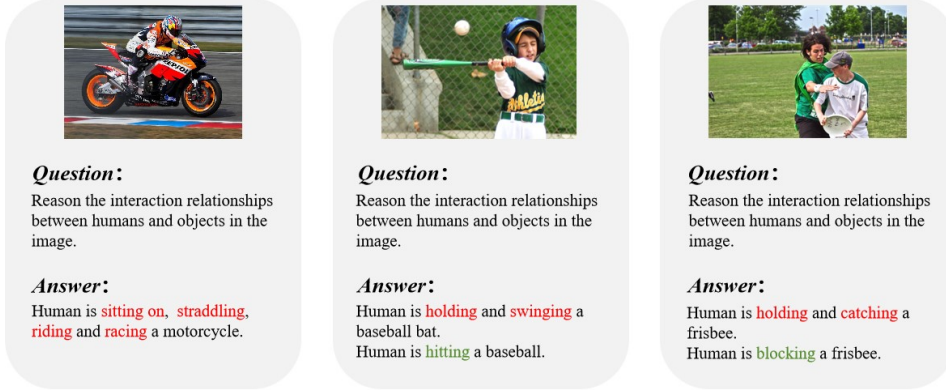 REPSOL
Question:
Reason the interaction relationships
between humans and objects in the
image.
Answer:
Human is sitting on, straddling,
riding and racing a motorcycle.
Athletic
Question:
Reason the interaction relationships
between humans and objects in the
image.
Answer:
Human is holding and swinging a
baseball bat.
Human is hitting a baseball.
Question:
Reason the interaction relationships
between humans and objects in the
image.
Answer:
Human is holding and catching a
frisbee.
Human is blocking a frisbee.